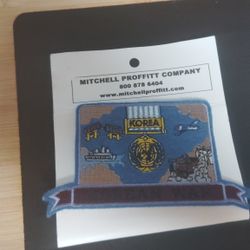 MITCHELL PROFFITT COMPANY
800 878 6404
www.mitchellproffitt.com
KOREA